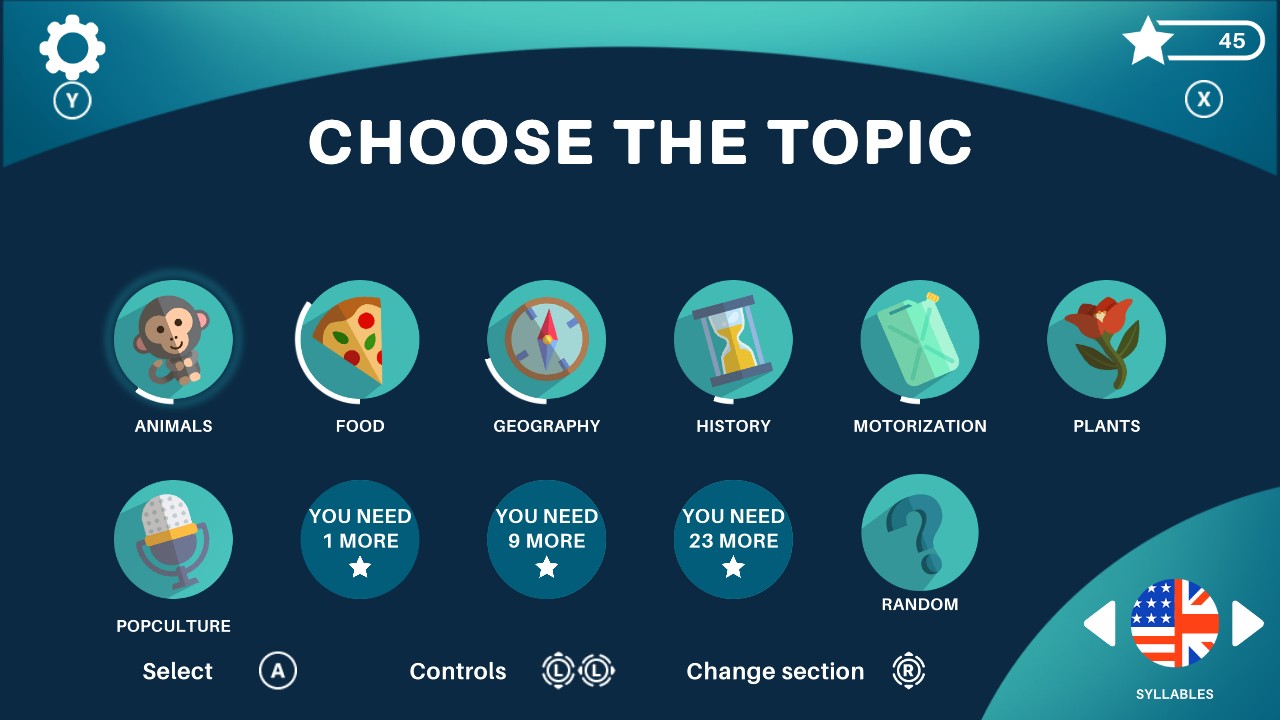 45
Y
X
CHOOSE THE TOPIC
ANIMALS
FOOD
GEOGRAPHY
HISTORY
MOTORIZATION
PLANTS
YOU NEED
1 MORE
YOU NEED
9 MORE
YOU NEED
23 MORE
POPCULTURE
RANDOM
Select A
Controls L L
Change section R
SYLLABLES